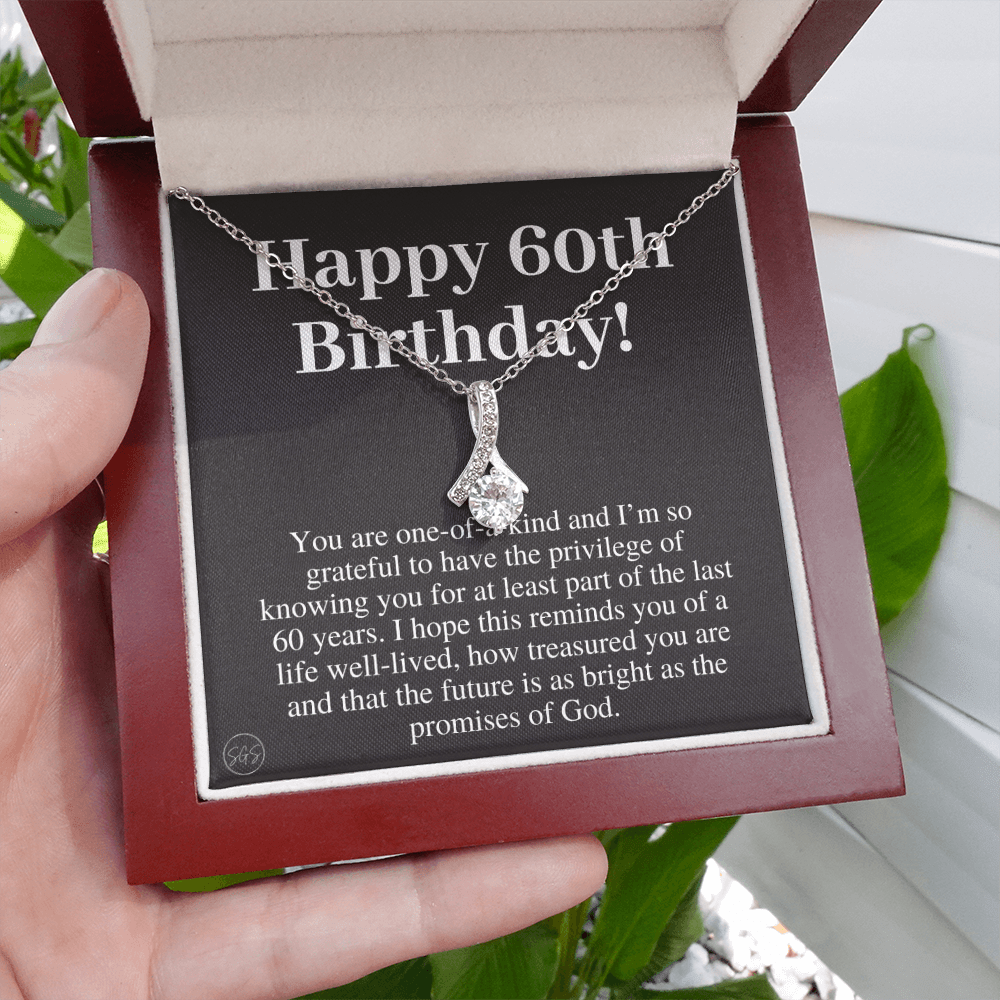 Happy 60th
Birthday!
You are one-of-a-kind and I'm so
grateful to have the privilege of
knowing you for at least part of the last
60 years. I hope this reminds you of a
life well-lived, how treasured you are
and that the future is as bright as the
promises of God.
SGS